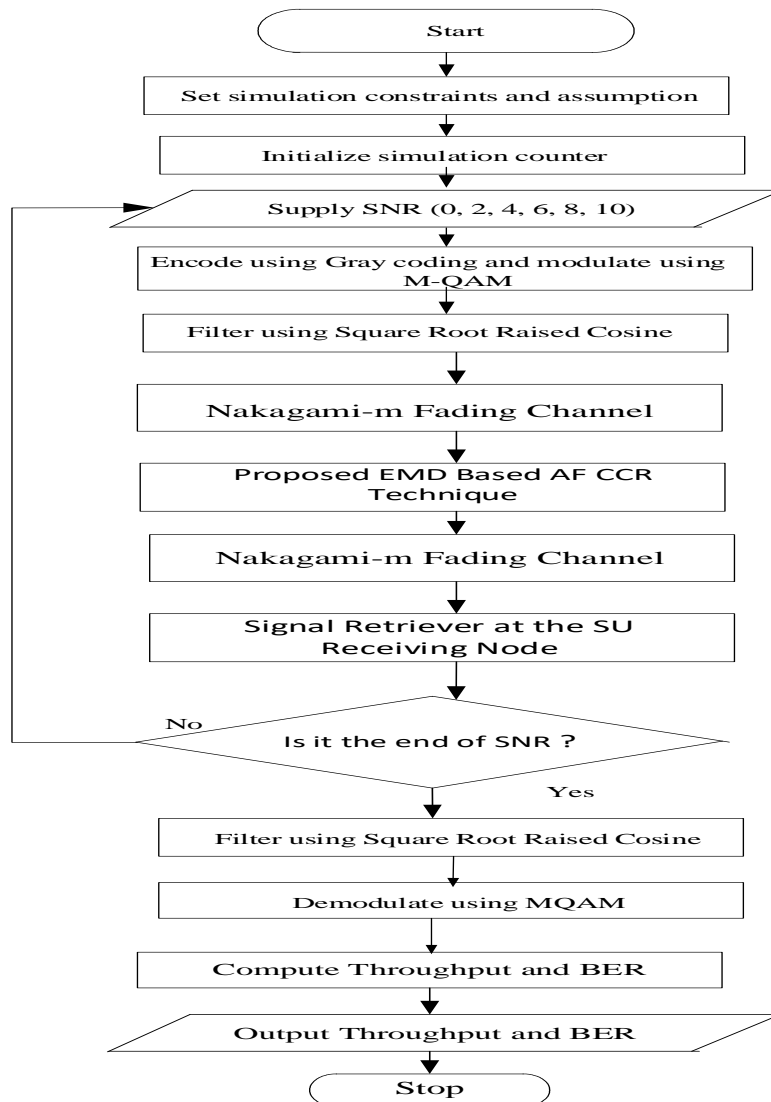 Start
Set simulation constraints and assumption
Initialize simulation counter
Supply SNR (0, 2, 4, 6, 8, 10)
Encode using Gray coding and modulate using
M-QAM
Filter using Square Root Raised Cosine
Nakagami-m Fading Channel
Proposed EMD Based AF CCR
Technique
Nakagami-m Fading Channel
Signal Retriever at the SU
Receiving Node
No
Is it the end of SNR ?
Yes
Filter using Square Root Raised Cosine
Demodulate using MQAM
Compute Throughput and BER
Output Throughput and BER
Stop